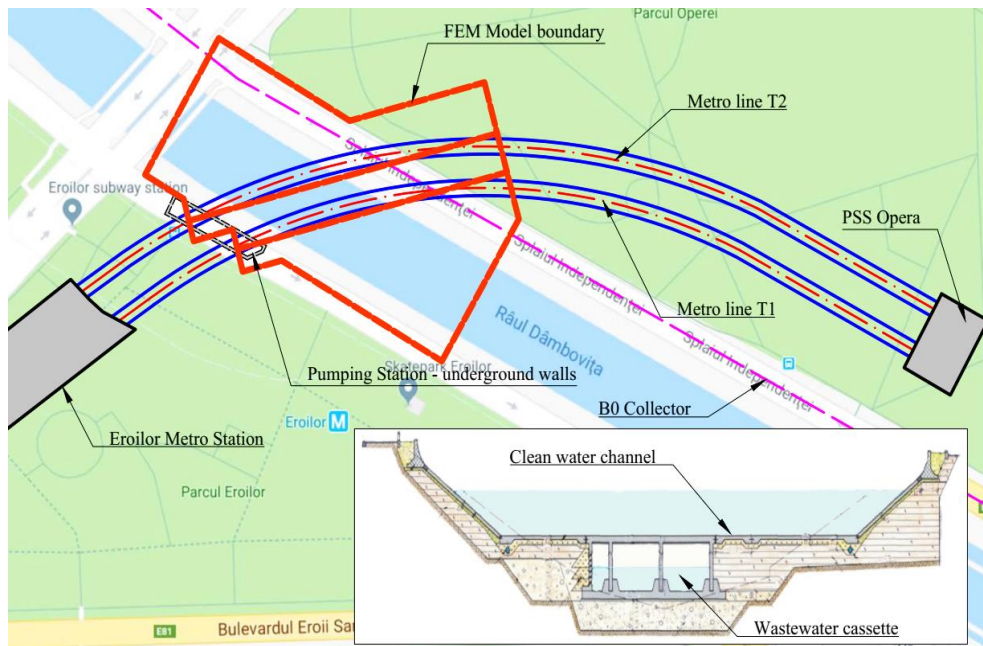 Parcul Operei
FEM Model boundary
Metro line T2
Splaiul Independenței
Eroilor subway station
PSS Opera
Splaiul Independenței
Metro line T1
Râul Dâmbovița
Splaiul Independenței
Skatepark Eroilor
Pumping Station - underground walls
B0 Collector
Eroilor M
Eroilor Metro Station
Clean water channel
Parcul Eroilor
Wastewater cassette
E81
Bulevardul Eroii Sa